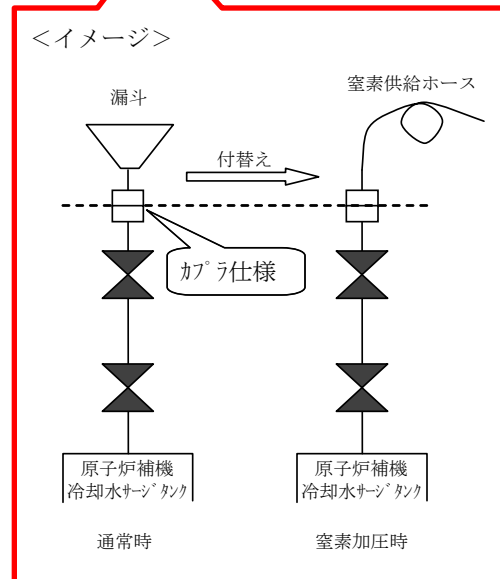 ＜イメージ＞
漏斗
窒素供給ホース
付替え
ｶﾌﾟﾗ仕様
原子炉補機
冷却水ｻｰｼﾞﾀﾝｸ
原子炉補機
冷却水ｻｰｼﾞﾀﾝｸ
通常時
窒素加圧時